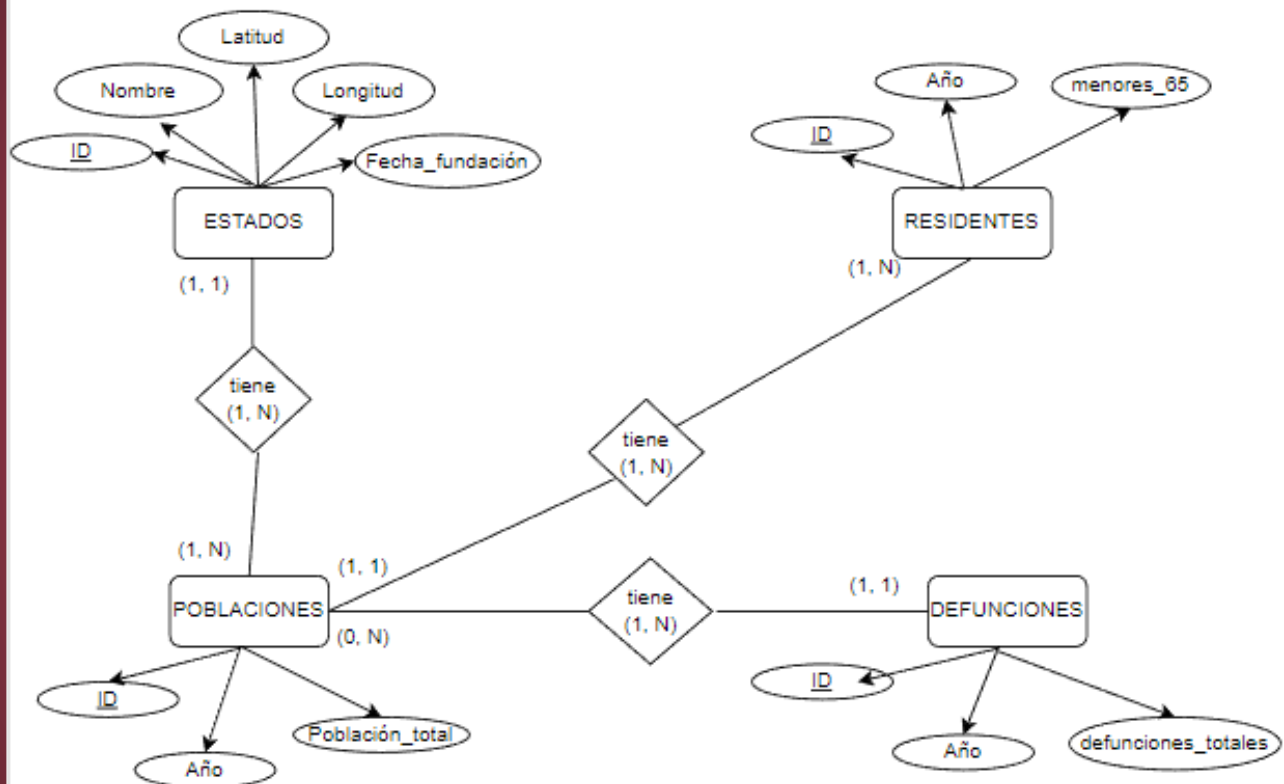 Latitud
Nombre
Longitud
ID
Fecha_fundación
ESTADOS
(1, 1)
tiene
(1, N)
(1, N)
POBLACIONES
ID
Año
Población_total
Año
menores_65
ID
RESIDENTES
(1, N)
tiene
(1, N)
(1, 1)
(0, N)
tiene
(1, N)
(1, 1)
DEFUNCIONES
ID
Año
defunciones_totales